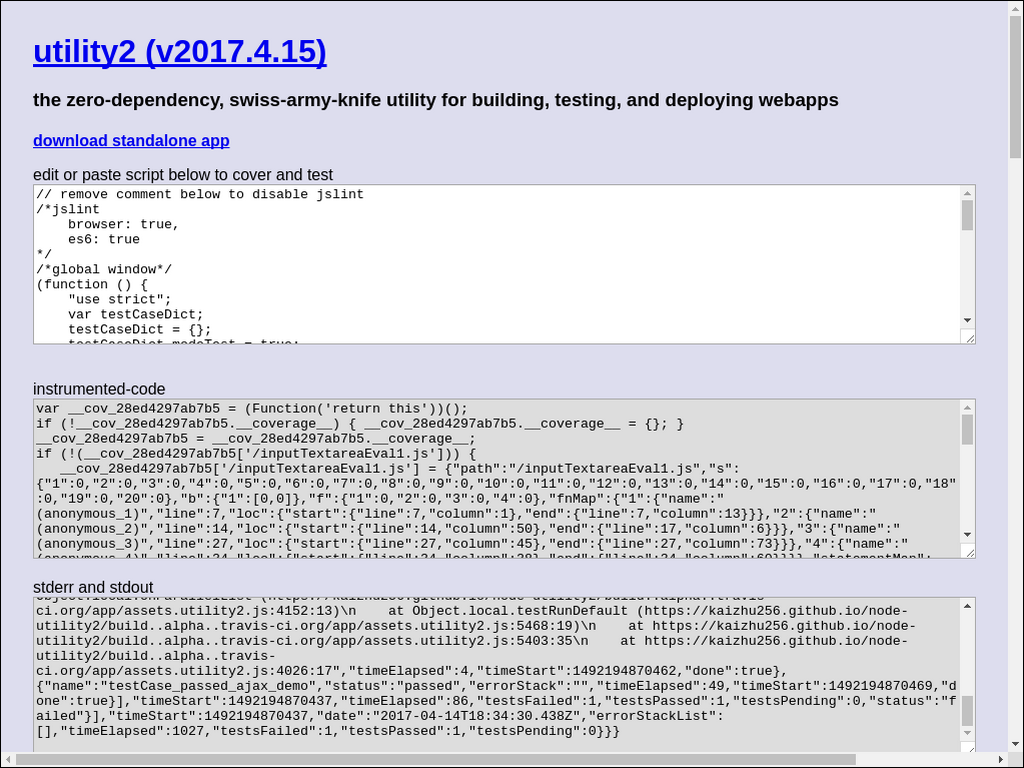 utility2 (v2017.4.15)
the zero-dependency, swiss-army-knife utility for building, testing, and deploying webapps
download standalone app
edit or paste script below to cover and test
// remove comment below to disable jslint
/*jslint
    browser: true,
    es6: true
*/
/*global window*/
(function () {
    "use strict";
    var testCaseDict;
    testCaseDict = {};
    testCaseDict.modeTest = true;
instrumented-code
var __cov_28ed4297ab7b5 = (Function('return this'))();
if (!__cov_28ed4297ab7b5.__coverage__) { __cov_28ed4297ab7b5.__coverage__ = {}; }
__cov_28ed4297ab7b5 = __cov_28ed4297ab7b5.__coverage__;
if (!(__cov_28ed4297ab7b5['/inputTextareaEval1.js'])) {
   __cov_28ed4297ab7b5['/inputTextareaEval1.js'] = {"path":"/inputTextareaEval1.js","s":
{"1":0,"2":0,"3":0,"4":0,"5":0,"6":0,"7":0,"8":0,"9":0,"10":0,"11":0,"12":0,"13":0,"14":0,"15":0,"16":0,"17":0,"18"
:0,"19":0,"20":0},"b":{"1":[0,0]},"f":{"1":0,"2":0,"3":0,"4":0},"fnMap":{"1":{"name":"
(anonymous_1)","line":7,"loc":{"start":{"line":7,"column":1},"end":{"line":7,"column":13}}},"2":{"name":"
(anonymous_2)","line":14,"loc":{"start":{"line":14,"column":50},"end":{"line":17,"column":6}}},"3":{"name":"
(anonymous_3)","line":27,"loc":{"start":{"line":27,"column":45},"end":{"line":27,"column":73}}},"4":{"name":"
stderr and stdout
ci.org/app/assets.utility2.js:4152:13)\n    at Object.local.testRunDefault (https://kaizhu256.github.io/node-
utility2/build..alpha..travis-ci.org/app/assets.utility2.js:5468:19)\n    at https://kaizhu256.github.io/node-
utility2/build..alpha..travis-ci.org/app/assets.utility2.js:5403:35\n    at https://kaizhu256.github.io/node-
utility2/build..alpha..travis-
ci.org/app/assets.utility2.js:4026:17","timeElapsed":4,"timeStart":1492194870462,"done":true},
{"name":"testCase_passed_ajax_demo","status":"passed","errorStack":"","timeElapsed":49,"timeStart":1492194870469,"d
one":true}],"timeStart":1492194870437,"timeElapsed":86,"testsFailed":1,"testsPassed":1,"testsPending":0,"status":"f
ailed"}],"timeStart":1492194870437,"date":"2017-04-14T18:34:30.438Z","errorStackList":
[],"timeElapsed":1027,"testsFailed":1,"testsPassed":1,"testsPending":0}}}